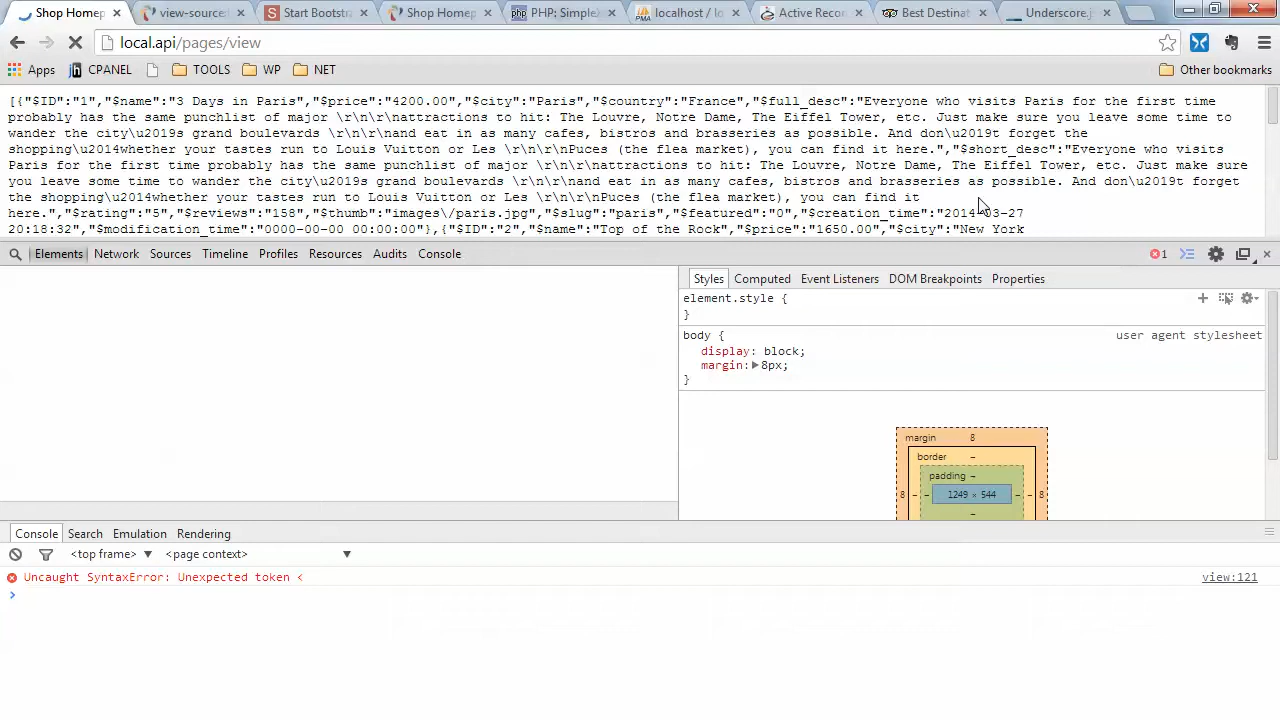 Shop Homep
view-source:
Start Bootstra
Shop Homep
PHP: SimpleX
localhost / lo
Active Recor
Best Destinat
Underscore.j
local.api/pages/view
Apps CPANEL TOOLS WP NET Other bookmarks
[{"$ID":"1","$name":"3 Days in Paris","$price":"4200.00","$city":"Paris","$country":"France","$full_desc":"Everyone who visits Paris for the first time
probably has the same punchlist of major \r\n\r\nattractions to hit: The Louvre, Notre Dame, The Eiffel Tower, etc. Just make sure you leave some time to
wander the city\u2019s grand boulevards \r\n\r\nand eat in as many cafes, bistros and brasseries as possible. And don\u2019t forget the
shopping\u2014whether your tastes run to Louis Vuitton or Les \r\n\r\nPuces (the flea market), you can find it here.","$short_desc":"Everyone who visits
Paris for the first time probably has the same punchlist of major \r\n\r\nattractions to hit: The Louvre, Notre Dame, The Eiffel Tower, etc. Just make sure
you leave some time to wander the city\u2019s grand boulevards \r\n\r\nand eat in as many cafes, bistros and brasseries as possible. And don\u2019t forget
the shopping\u2014whether your tastes run to Louis Vuitton or Les \r\n\r\nPuces (the flea market), you can find it
here.","$rating":"5","$reviews":"158","$thumb":"images\/paris.jpg","$slug":"paris","$featured":"0","$creation_time":"2014-03-27
20:18:32","$modification_time":"0000-00-00 00:00:00"},{"$ID":"2","$name":"Top of the Rock","$price":"1650.00","$city":"New York
Elements Network Sources Timeline Profiles Resources Audits Console 1
Styles Computed Event Listeners DOM Breakpoints Properties
element.style {
}
body { user agent stylesheet
display: block;
margin: 8px;
}
margin 8
border –
padding –
8 – – 1249 × 544 – – 8
–
Console Search Emulation Rendering
<top frame> <page context>
Uncaught SyntaxError: Unexpected token < view:121
>